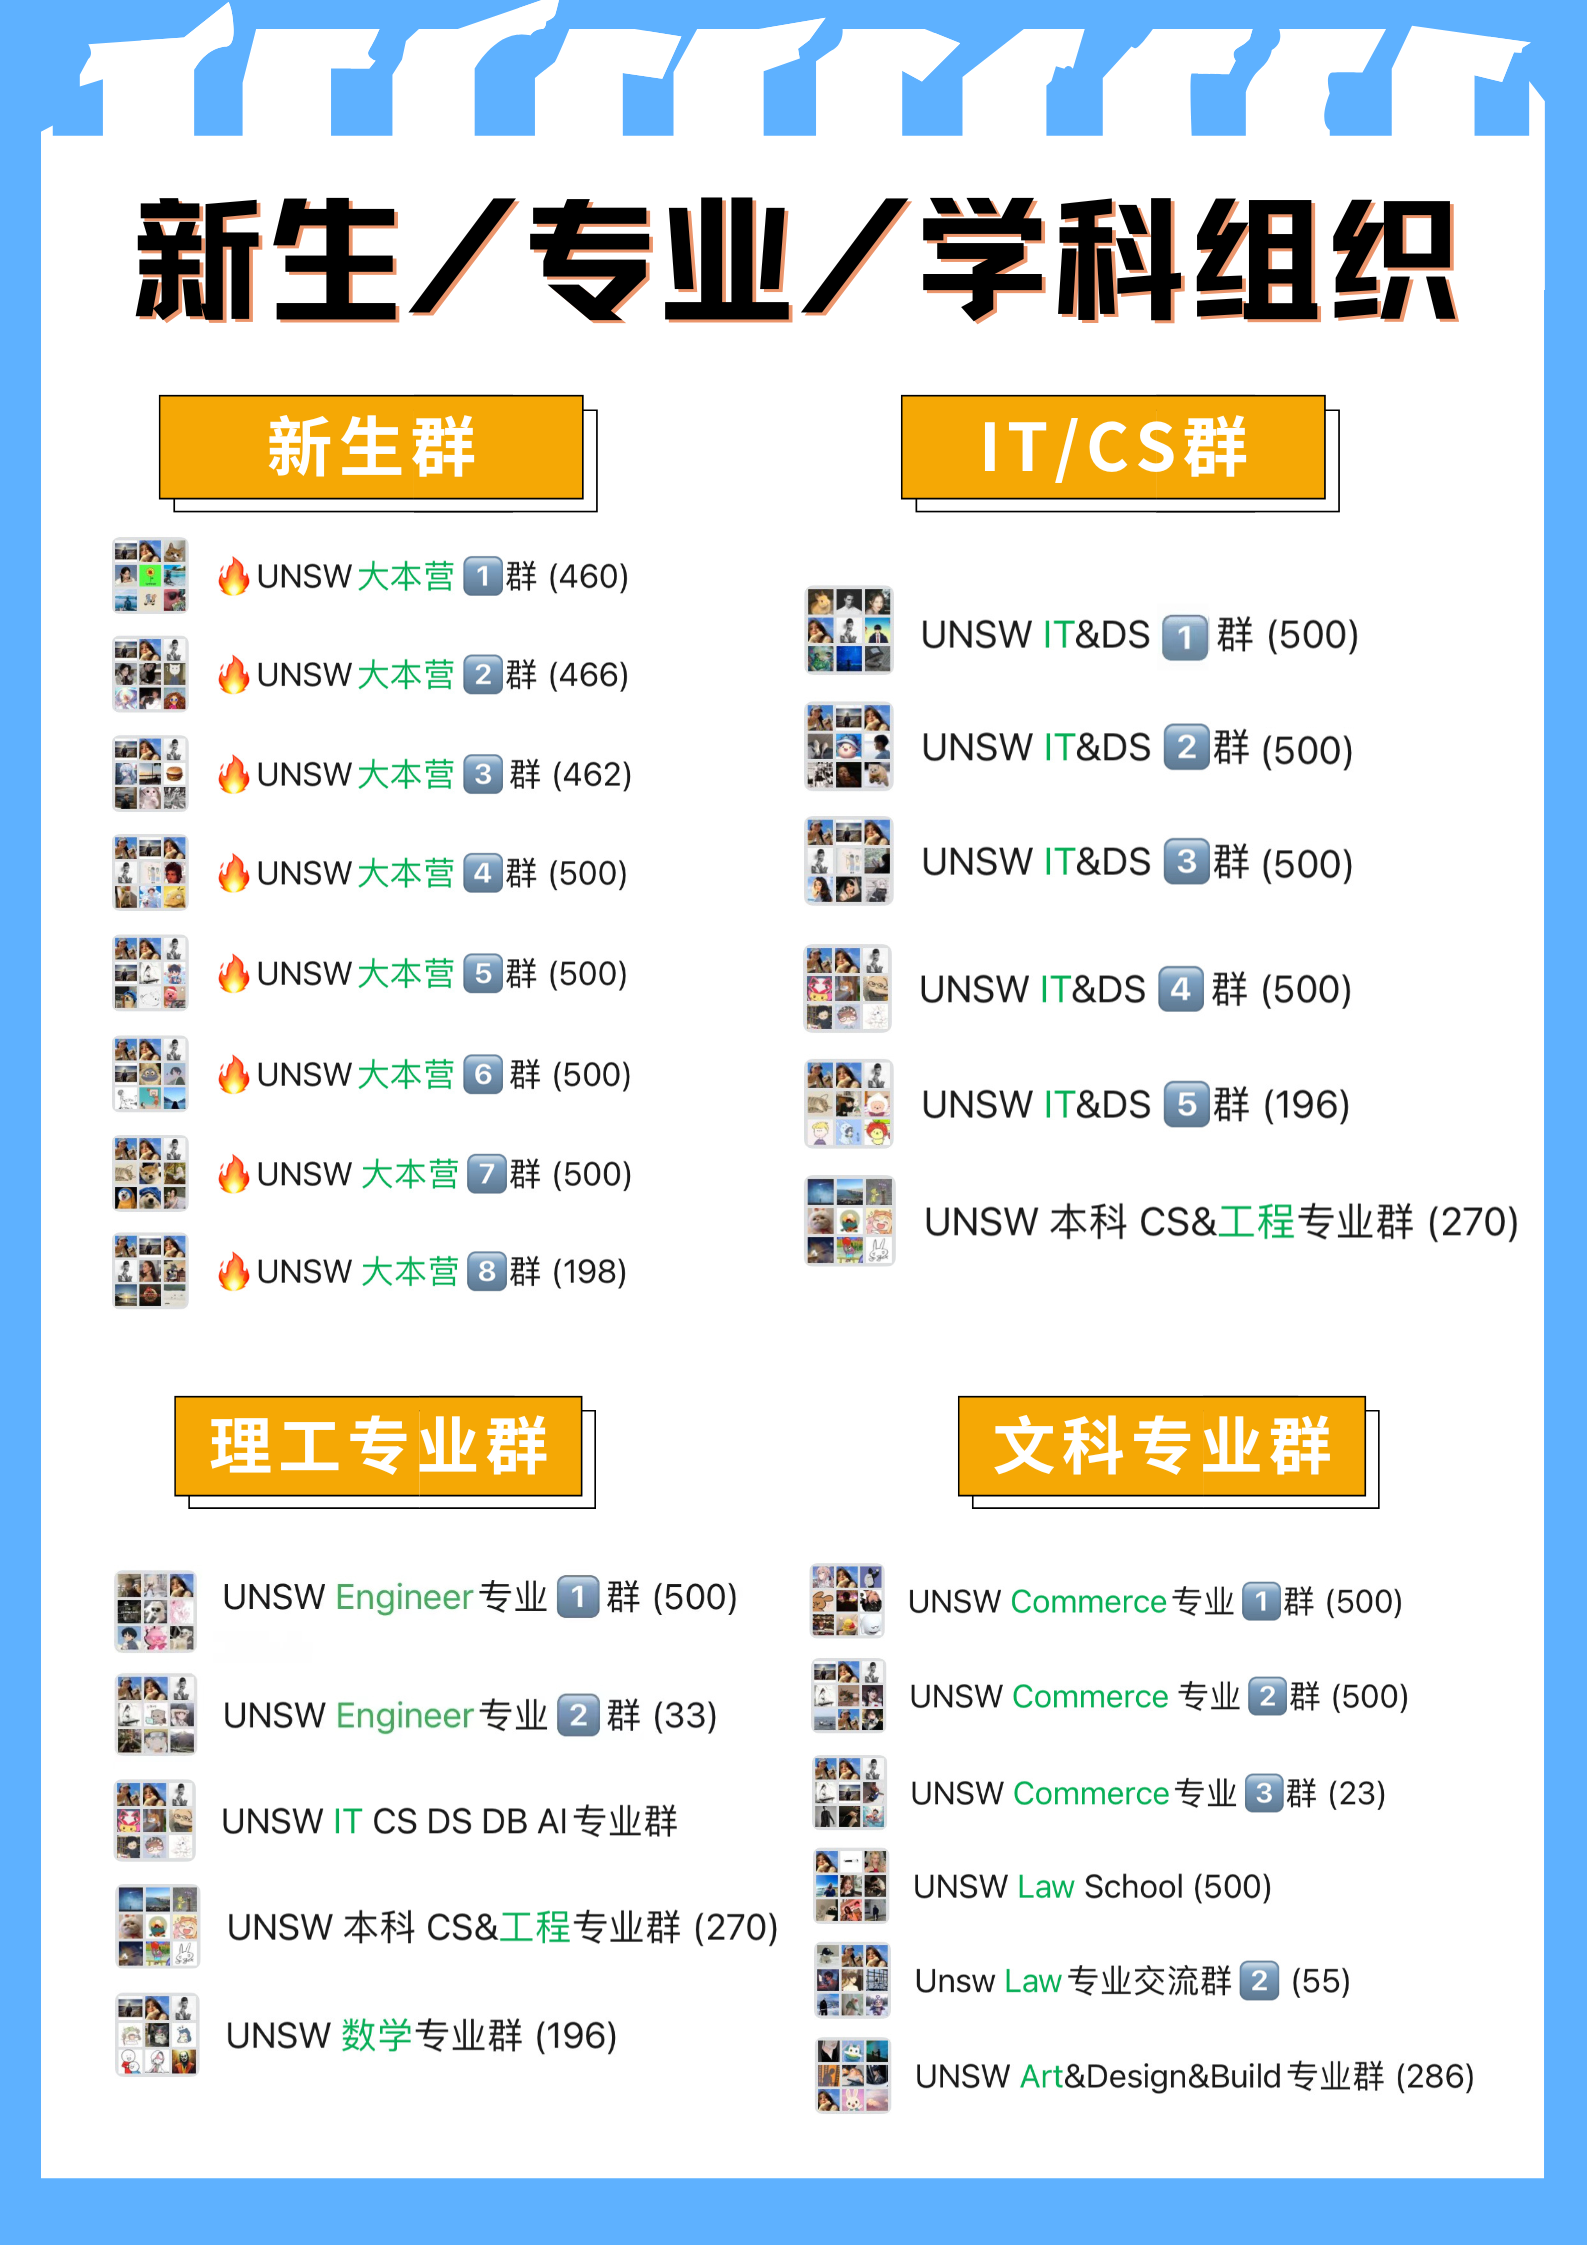 新生/专业/学科组织
新生群
🔥UNSW大本营1️⃣群 (460)
🔥UNSW大本营2️⃣群 (466)
🔥UNSW大本营3️⃣群 (462)
🔥UNSW大本营4️⃣群 (500)
🔥UNSW大本营5️⃣群 (500)
🔥UNSW大本营6️⃣群 (500)
🔥UNSW 大本营7️⃣群 (500)
🔥UNSW 大本营8️⃣群 (198)
IT/CS群
UNSW IT&DS 1️⃣ 群 (500)
UNSW IT&DS 2️⃣群 (500)
UNSW IT&DS 3️⃣群 (500)
UNSW IT&DS 4️⃣ 群 (500)
UNSW IT&DS 5️⃣群 (196)
UNSW 本科 CS&工程专业群 (270)
理工专业群
UNSW Engineer专业1️⃣群 (500)
UNSW Engineer专业2️⃣群 (33)
UNSW IT CS DS DB AI专业群
UNSW 本科 CS&工程专业群 (270)
UNSW 数学专业群 (196)
文科专业群
UNSW Commerce专业1️⃣群 (500)
UNSW Commerce 专业2️⃣群 (500)
UNSW Commerce专业3️⃣群 (23)
UNSW Law School (500)
Unsw Law专业交流群2️⃣ (55)
UNSW Art&Design&Build专业群 (286)